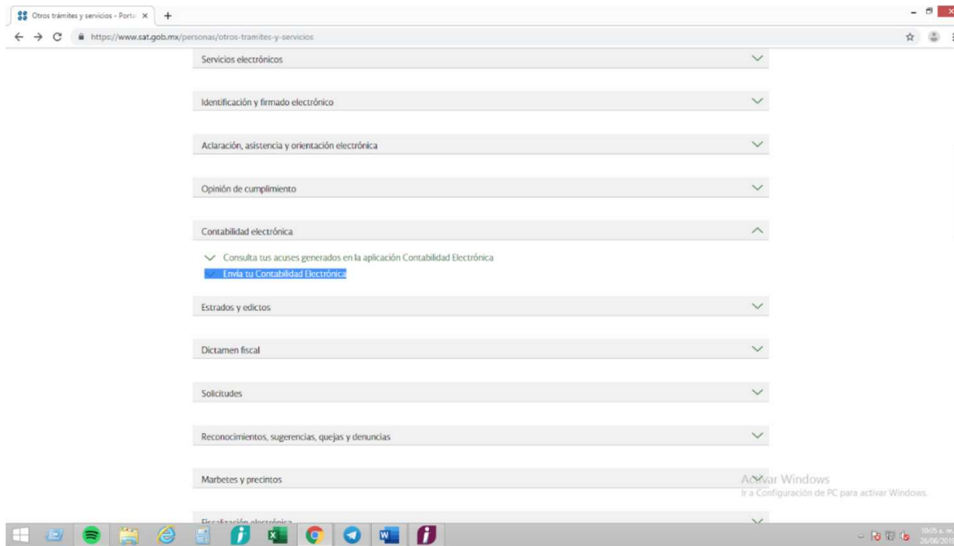 Otros trámites y servicios - Porta
https://www.sat.gob.mx/personas/otros-tramites-y-servicios
Servicios electrónicos
Identificación y firmado electrónico
Aclaración, asistencia y orientación electrónica
Opinión de cumplimiento
Contabilidad electrónica
Consulta tus acuses generados en la aplicación Contabilidad Electrónica
Envía tu Contabilidad Electrónica
Estrados y edictos
Dictamen fiscal
Solicitudes
Reconocimientos, sugerencias, quejas y denuncias
Marbetes y precintos
Activar Windows
Ir a Configuración de PC para activar Windows.
Fiscalización electrónica